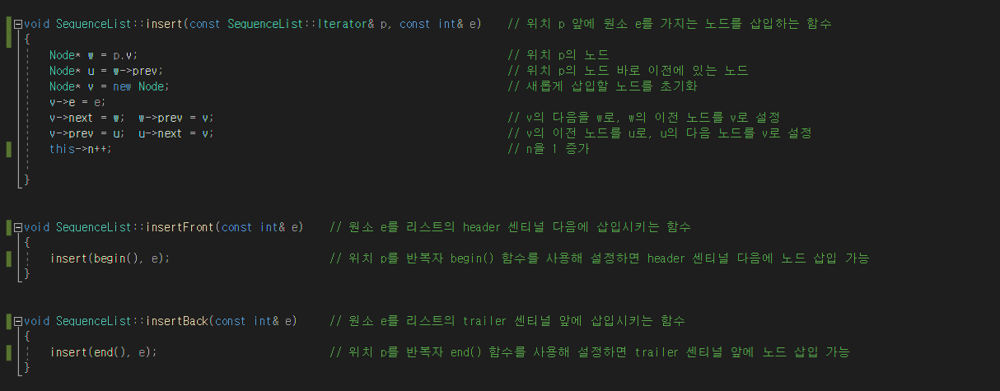 void SequenceList::insert(const SequenceList::Iterator& p, const int& e)    // 위치 p 앞에 원소 e를 가지는 노드를 삽입하는 함수
{
    Node* w = p.v;    // 위치 p의 노드
    Node* u = w->prev;    // 위치 p의 노드 바로 이전에 있는 노드
    Node* v = new Node;    // 새롭게 삽입할 노드를 초기화
    v->e = e;
    v->next = w;  w->prev = v;    // v의 다음을 w로, w의 이전 노드를 v로 설정
    v->prev = u;  u->next = v;    // v의 이전 노드를 u로, u의 다음 노드를 v로 설정
    this->n++;    // n을 1 증가
}
void SequenceList::insertFront(const int& e)    // 원소 e를 리스트의 header 센티널 다음에 삽입시키는 함수
{
    insert(begin(), e);    // 위치 p를 반복자 begin() 함수를 사용해 설정하면 header 센티널 다음에 노드 삽입 가능
}
void SequenceList::insertBack(const int& e)    // 원소 e를 리스트의 trailer 센티널 앞에 삽입시키는 함수
{
    insert(end(), e);    // 위치 p를 반복자 end() 함수를 사용해 설정하면 trailer 센티널 앞에 노드 삽입 가능
}